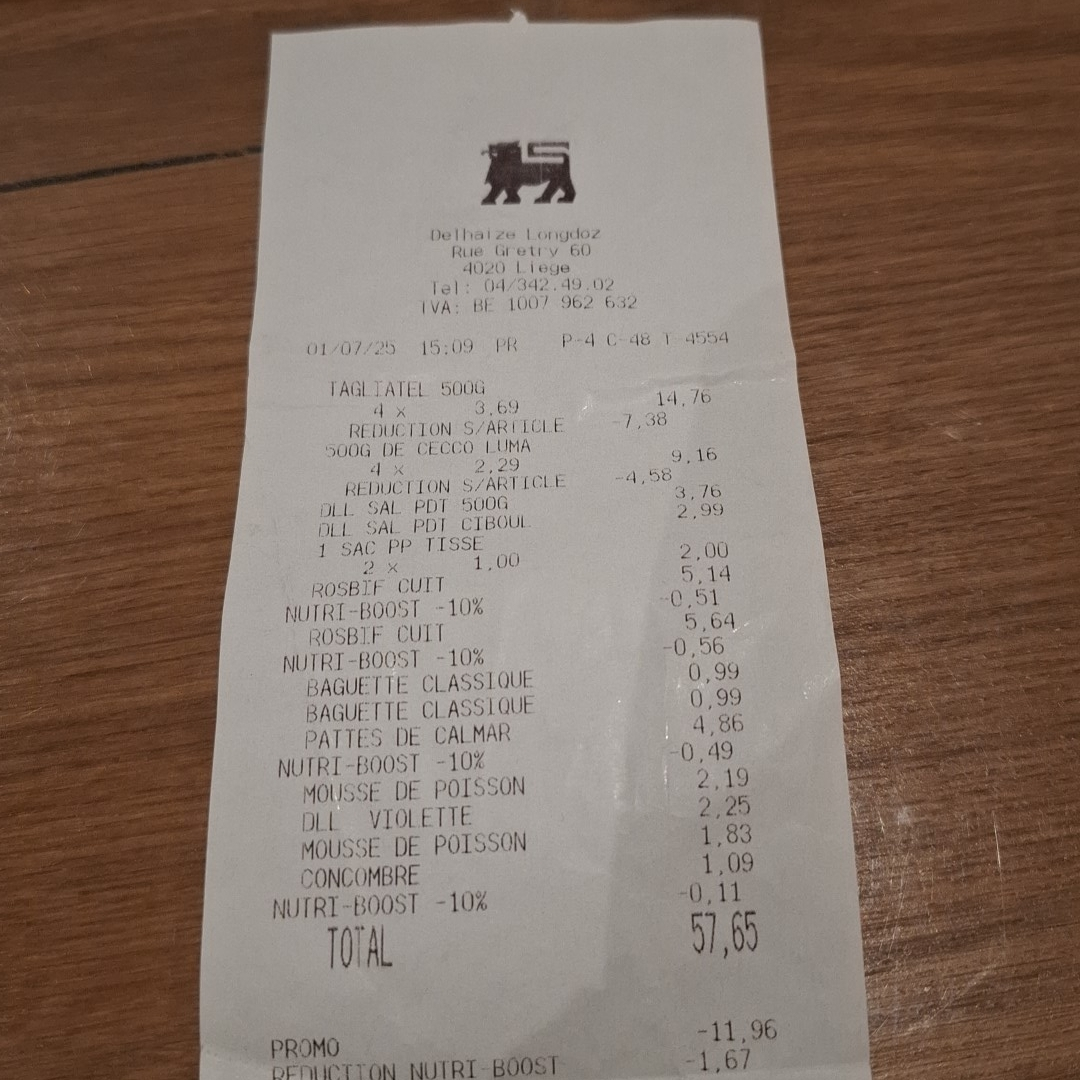 Delhaize Longdoz
Rue Gretry 60
4020 Liege
Tel: 04/342.49.02
TVA: BE 1007 962 632
01/07/25 15:09 PR P-4 C-48 T-4554
TAGLIATEL 500G
4 x 3,69 14,76
REDUCTION S/ARTICLE -7,38
500G DE CECCO LUMA
4 x 2,29 9,16
REDUCTION S/ARTICLE -4,58
DLL SAL PDT 500G 3,76
DLL SAL PDT CIBOUL 2,99
1 SAC PP TISSE
2 x 1,00 2,00
ROSBIF CUIT 5,14
NUTRI-BOOST -10% -0,51
ROSBIF CUIT 5,64
NUTRI-BOOST -10% -0,56
BAGUETTE CLASSIQUE 0,99
BAGUETTE CLASSIQUE 0,99
PATTES DE CALMAR 4,86
NUTRI-BOOST -10% -0,49
MOUSSE DE POISSON 2,19
DLL VIOLETTE 2,25
MOUSSE DE POISSON 1,83
CONCOMBRE 1,09
NUTRI-BOOST -10% -0,11
TOTAL 57,65
PROMO -11,96
REDUCTION NUTRI-BOOST -1,67